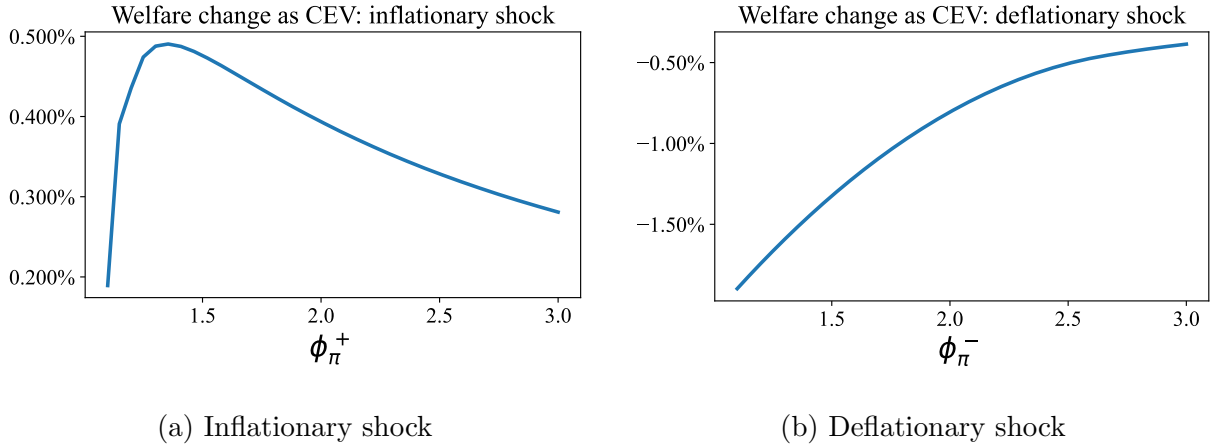 Welfare change as CEV: inflationary shock
0.500%
0.400%
0.300%
0.200%
1.5 2.0 2.5 3.0
ϕπ+
(a) Inflationary shock
Welfare change as CEV: deflationary shock
−0.50%
−1.00%
−1.50%
1.5 2.0 2.5 3.0
ϕπ−
(b) Deflationary shock